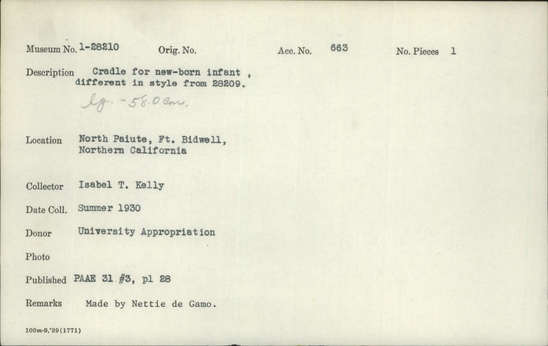 Museum No. 1-28210 Orig. No. Acc. No. 663 No. Pieces 1
Description Cradle for new-born infant ,
different in style from 28209.
lg. - 58.0 cm.
Location North Paiute, Ft. Bidwell,
Northern California
Collector Isabel T. Kelly
Date Coll. Summer 1930
Donor University Appropriation
Photo
Published PAAE 31 #3, pl 28
Remarks Made by Nettie de Gamo.
100m-9,'29(1771)